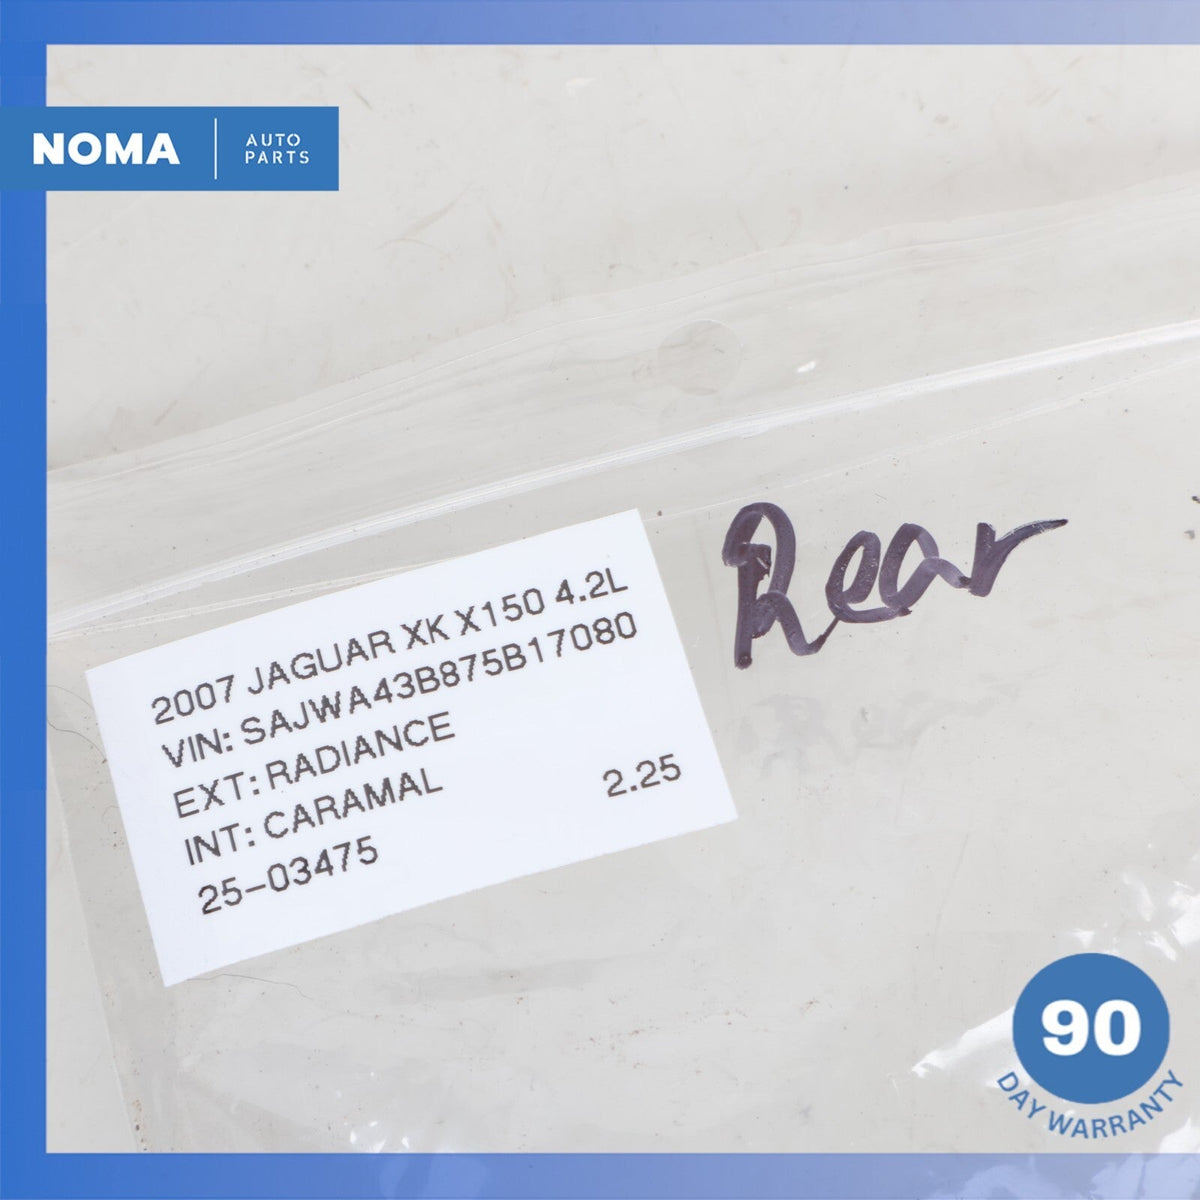 NOMA
AUTO
PARTS
Rear
2007 JAGUAR XK X150 4.2L
VIN: SAJWA43B875B17080
EXT: RADIANCE
INT: CARAMAL 2.25
25-03475
90
DAY WARRANTY